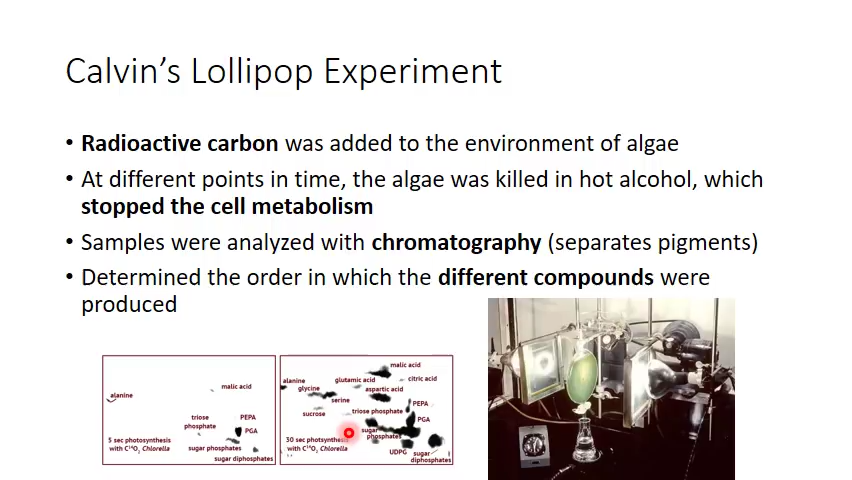 Calvin's Lollipop Experiment
• Radioactive carbon was added to the environment of algae
• At different points in time, the algae was killed in hot alcohol, which
stopped the cell metabolism
• Samples were analyzed with chromatography (separates pigments)
• Determined the order in which the different compounds were
produced
alanine
malic acid
triose
phosphate
PEPA
PGA
sugar phosphates
sugar diphosphates
5 sec photosynthesis
with C¹⁴O₂ Chlorella
malic acid
alanine
glutamic acid
citric acid
glycine
aspartic acid
serine
PEPA
sucrose
triose phosphate
PGA
sugar
phosphates
UDPG
sugar
diphosphates
with C¹⁴O₂ Chlorella